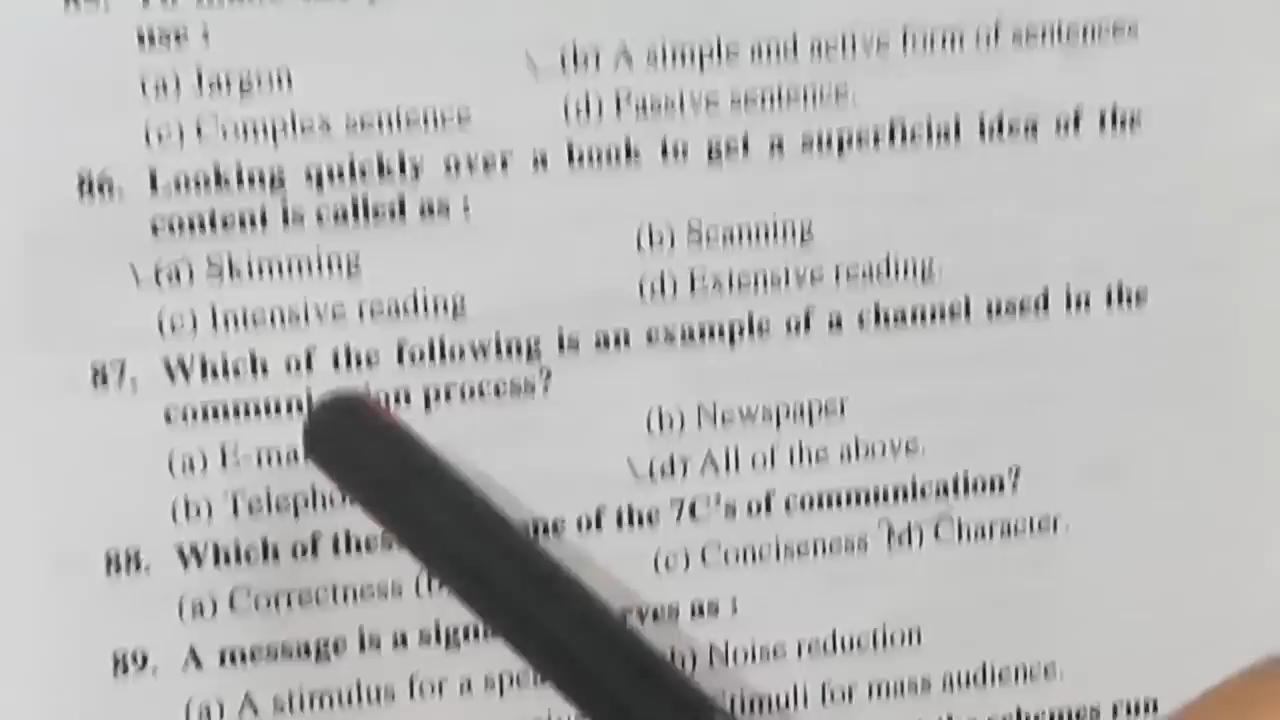 use :
(a) Jargon
(b) A simple and active form of sentences
(c) Complex sentence
(d) Passive sentence.
86. Looking quickly over a book to get a superficial idea of the
content is called as :
(a) Skimming
(b) Scanning
(c) Intensive reading
(d) Extensive reading.
87. Which of the following is an example of a channel used in the
process?
(a)
(b) Newspaper
(b)
(d) All of the above.
88. Which of of the 7C's of communication?
(a) Correctness
(c) Conciseness (d) Character.
89. A message is a as :
(a) A stimulus for a
(b) Noise reduction
for mass audience.
schemes run